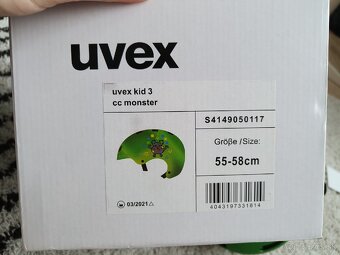 uvex
uvex kid 3
cc monster
S4149050117
Größe/Size:
55-58cm
03/2021
4043197331814